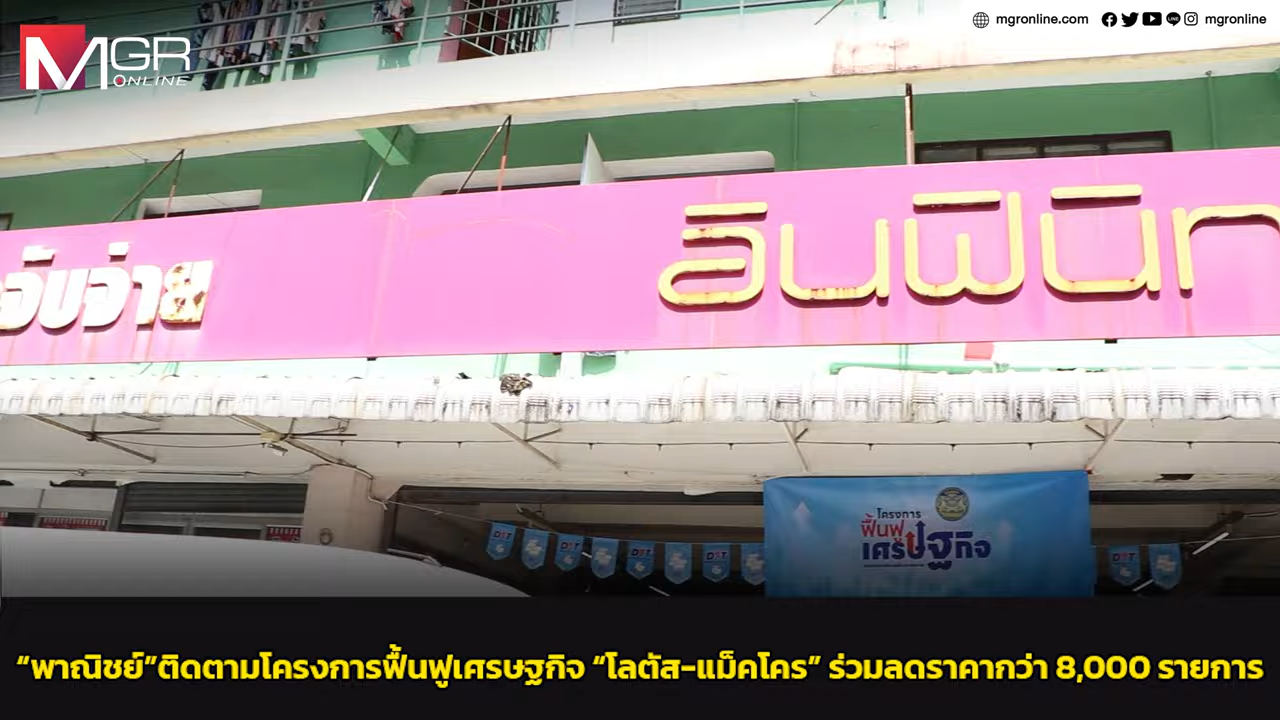 MGR ONLINE
mgronline.com mgronline
จับจ่าย อินฟินิท
โครงการ
ฟื้นฟู
เศรษฐกิจ
“พาณิชย์”ติดตามโครงการฟื้นฟูเศรษฐกิจ “โลตัส-แม็คโคร” ร่วมลดราคากว่า 8,000 รายการ